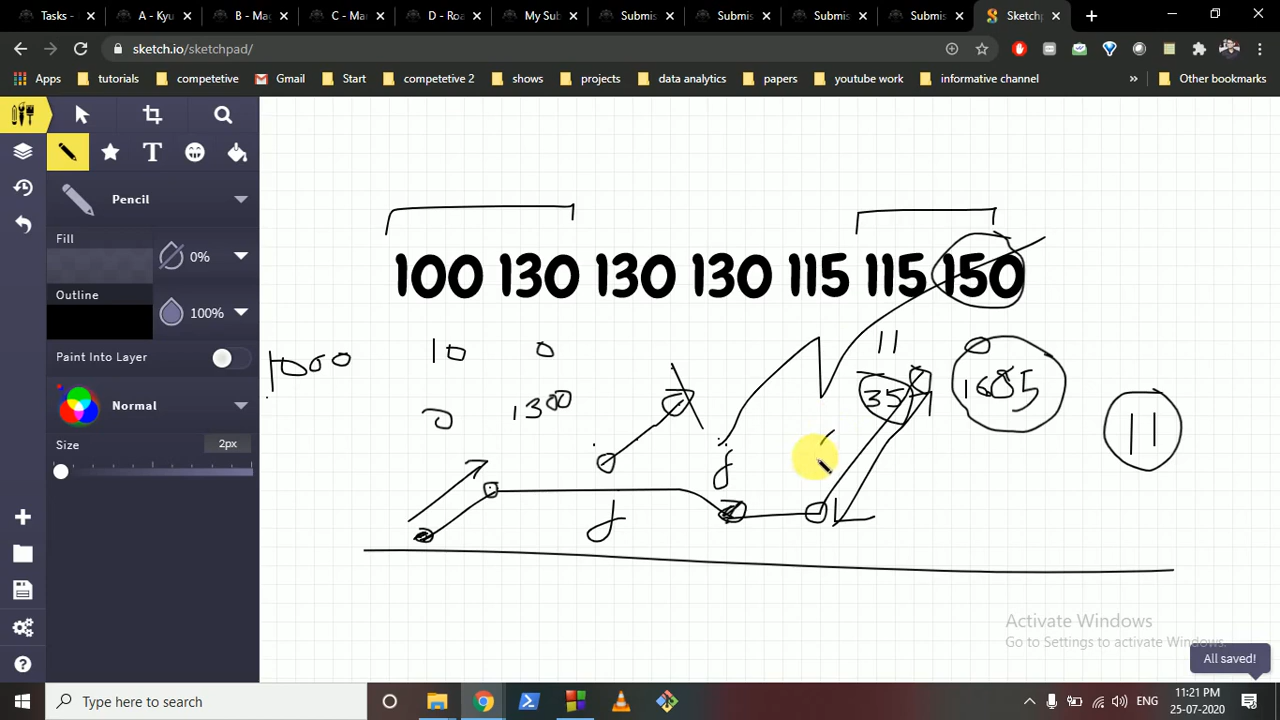 Tasks -
A - Kyu
B - Ma
C - Ma
D - Roa
My Sub
Submis
Submis
Submis
Submis
Sketch
sketch.io/sketchpad/
Apps
tutorials
competetive
Gmail
Start
competetive 2
shows
projects
data analytics
papers
youtube work
informative channel
»
Other bookmarks
Pencil
Fill
0%
Outline
100%
Paint Into Layer
Normal
Size
2px
100 130 130 130 115 115 150
1000
10 0
11
0 1300
35
1685
11
Activate Windows
Go to Settings to activate Windows.
All saved!
Type here to search
ENG
11:21 PM
25-07-2020